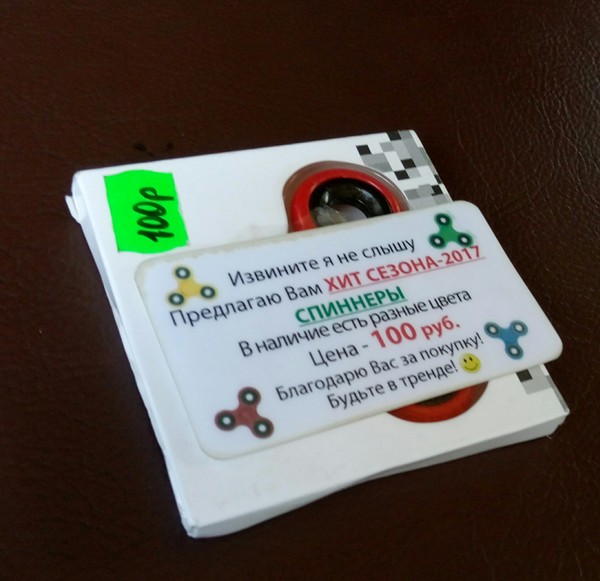 100р
Извините я не слышу
Предлагаю Вам ХИТ СЕЗОНА-2017
СПИННЕРЫ
В наличие есть разные цвета
Цена - 100 руб.
Благодарю Вас за покупку!
Будьте в тренде!